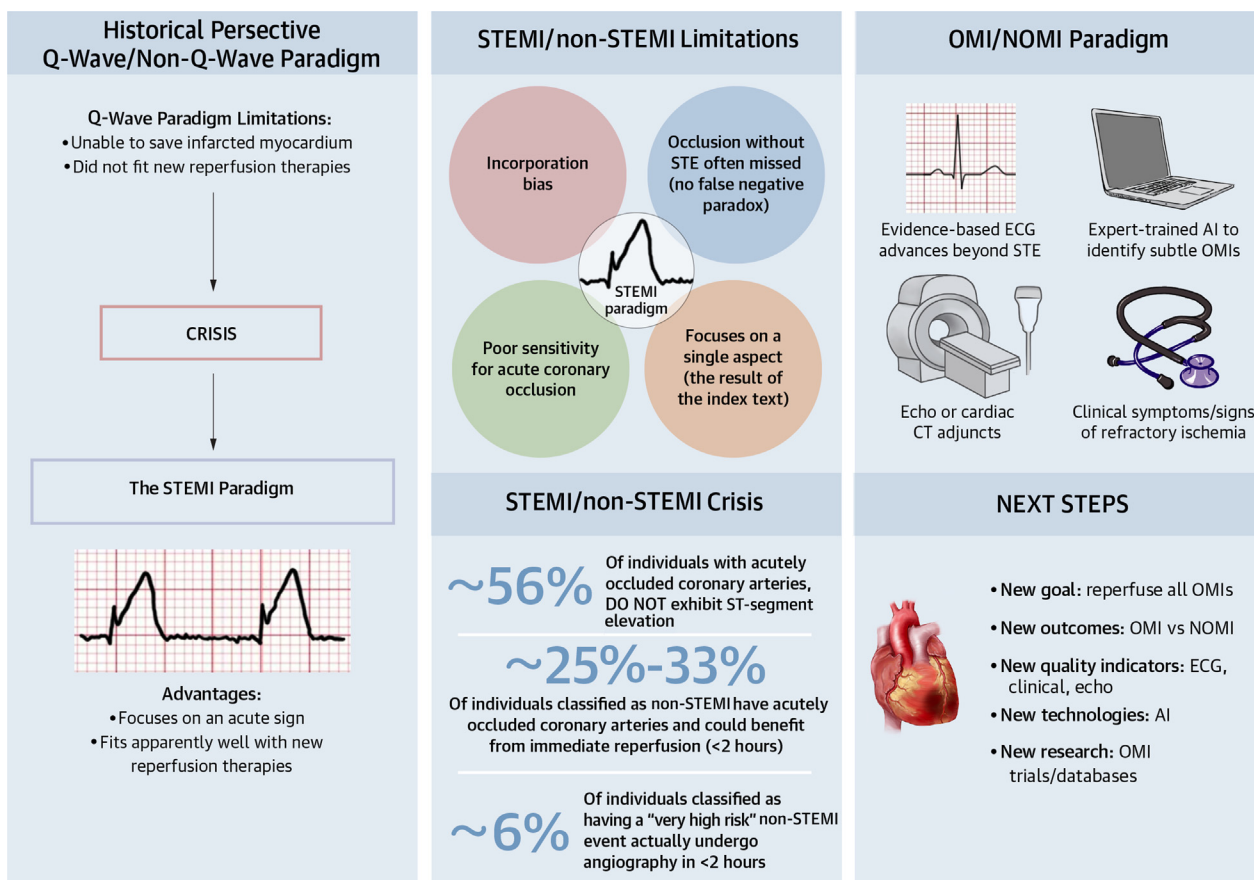 Historical Persective
Q-Wave/Non-Q-Wave Paradigm
Q-Wave Paradigm Limitations:
•Unable to save infarcted myocardium
•Did not fit new reperfusion therapies
CRISIS
The STEMI Paradigm
Advantages:
•Focuses on an acute sign
•Fits apparently well with new
reperfusion therapies
STEMI/non-STEMI Limitations
Incorporation
bias
Occlusion without
STE often missed
(no false negative
paradox)
STEMI
paradigm
Poor sensitivity
for acute coronary
occlusion
Focuses on a
single aspect
(the result of
the index text)
STEMI/non-STEMI Crisis
~56%
Of individuals with acutely
occluded coronary arteries,
DO NOT exhibit ST-segment
elevation
~25%-33%
Of individuals classified as non-STEMI have acutely
occluded coronary arteries and could benefit
from immediate reperfusion (<2 hours)
~6%
Of individuals classified as
having a “very high risk” non-STEMI
event actually undergo
angiography in <2 hours
OMI/NOMI Paradigm
Evidence-based ECG
advances beyond STE
Expert-trained AI to
identify subtle OMIs
Echo or cardiac
CT adjuncts
Clinical symptoms/signs
of refractory ischemia
NEXT STEPS
•New goal: reperfuse all OMIs
•New outcomes: OMI vs NOMI
•New quality indicators: ECG,
clinical, echo
•New technologies: AI
•New research: OMI
trials/databases